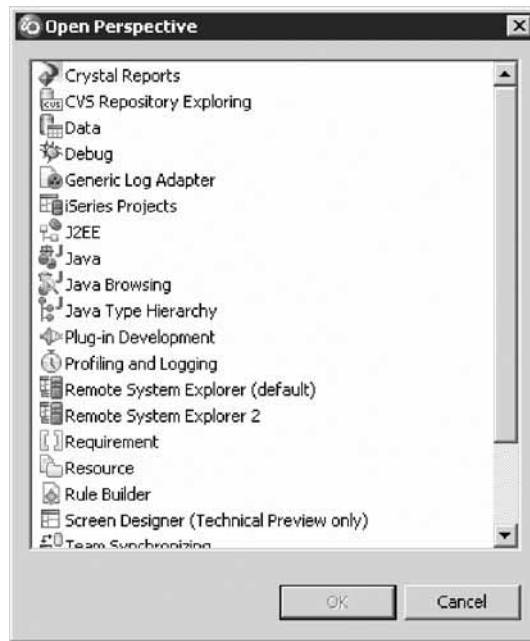 Open Perspective
Crystal Reports
CVS Repository Exploring
Data
Debug
Generic Log Adapter
iSeries Projects
J2EE
Java
Java Browsing
Java Type Hierarchy
Plug-in Development
Profiling and Logging
Remote System Explorer (default)
Remote System Explorer 2
Requirement
Resource
Rule Builder
Screen Designer (Technical Preview only)
Team Synchronizing
OK
Cancel